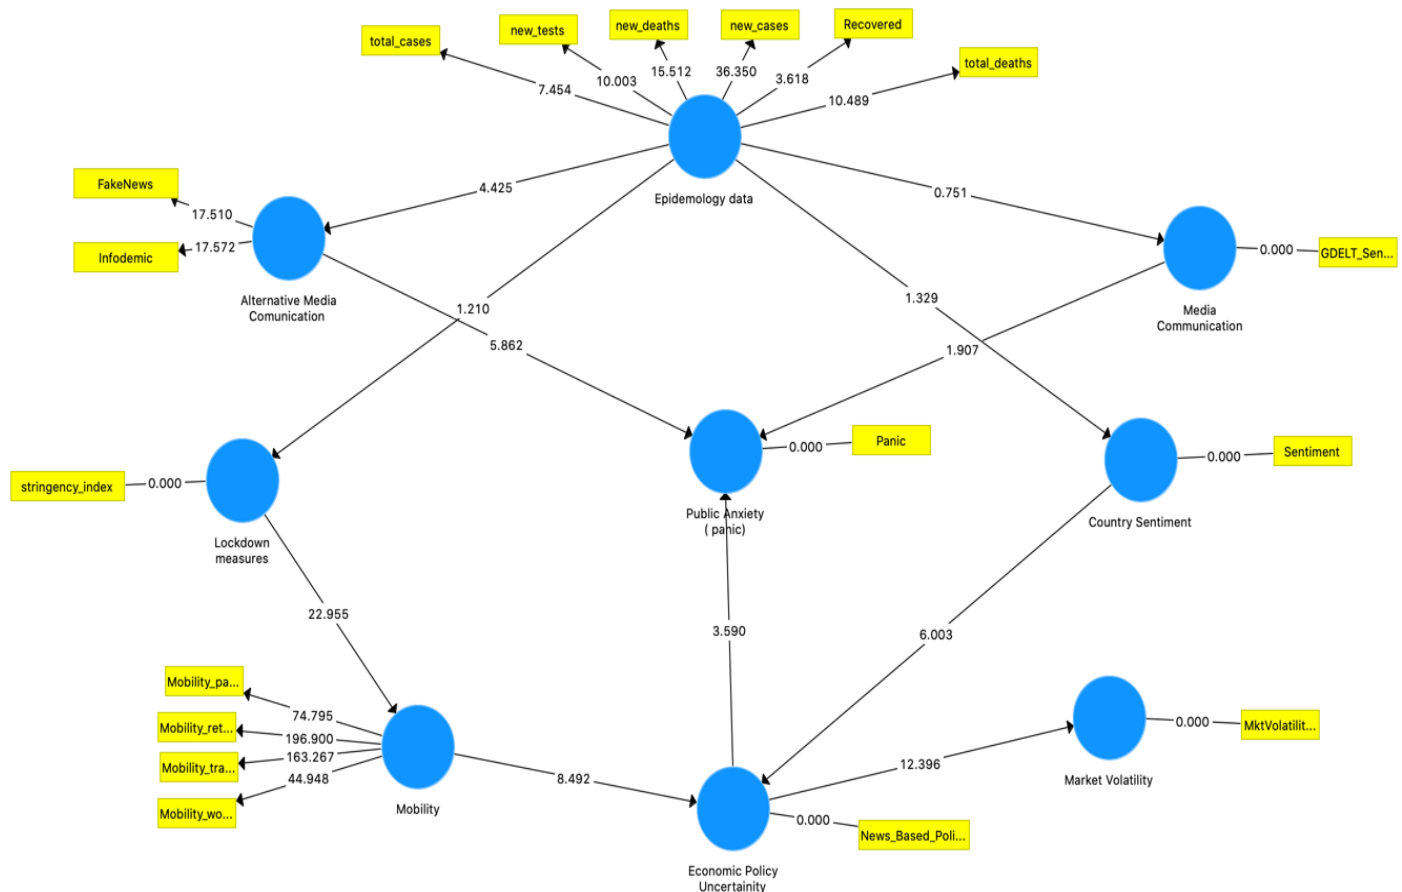 total_cases
new_tests
new_deaths
new_cases
Recovered
total_deaths
7.454
10.003
15.512
36.350
3.618
10.489
Epidemology data
FakeNews
17.510
Infodemic
17.572
4.425
0.751
Alternative Media
Comunication
Media
Communication
0.000
GDELT_Sen...
1.210
5.862
1.329
1.907
stringency_index
0.000
Lockdown
measures
0.000
Panic
Public Anxiety
( panic)
0.000
Sentiment
Country Sentiment
22.955
3.590
6.003
Mobility_pa...
74.795
Mobility_ret...
196.900
Mobility_tra...
163.267
Mobility_wo...
44.948
Mobility
8.492
12.396
0.000
MktVolatilit...
Market Volatility
0.000
News_Based_Poli...
Economic Policy
Uncertainity